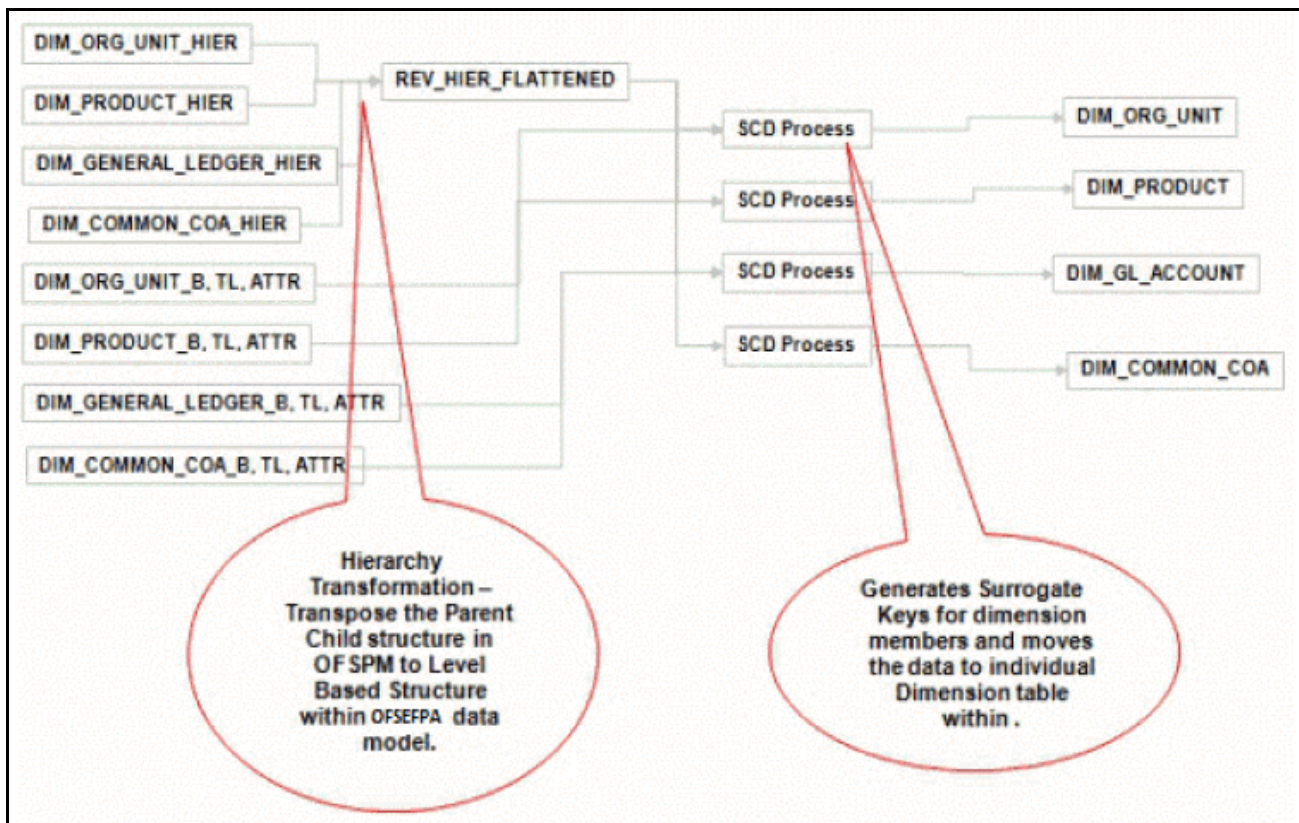 DIM_ORG_UNIT_HIER
DIM_PRODUCT_HIER
DIM_GENERAL_LEDGER_HIER
DIM_COMMON_COA_HIER
DIM_ORG_UNIT_B, TL, ATTR
DIM_PRODUCT_B, TL, ATTR
DIM_GENERAL_LEDGER_B, TL, ATTR
DIM_COMMON_COA_B, TL, ATTR
REV_HIER_FLATTENED
SCD Process
SCD Process
SCD Process
SCD Process
DIM_ORG_UNIT
DIM_PRODUCT
DIM_GL_ACCOUNT
DIM_COMMON_COA
Hierarchy
Transformation –
Transpose the Parent
Child structure in
OFSPM to Level
Based Structure
within OFSEFPA data
model.
Generates Surrogate
Keys for dimension
members and moves
the data to individual
Dimension table
within .